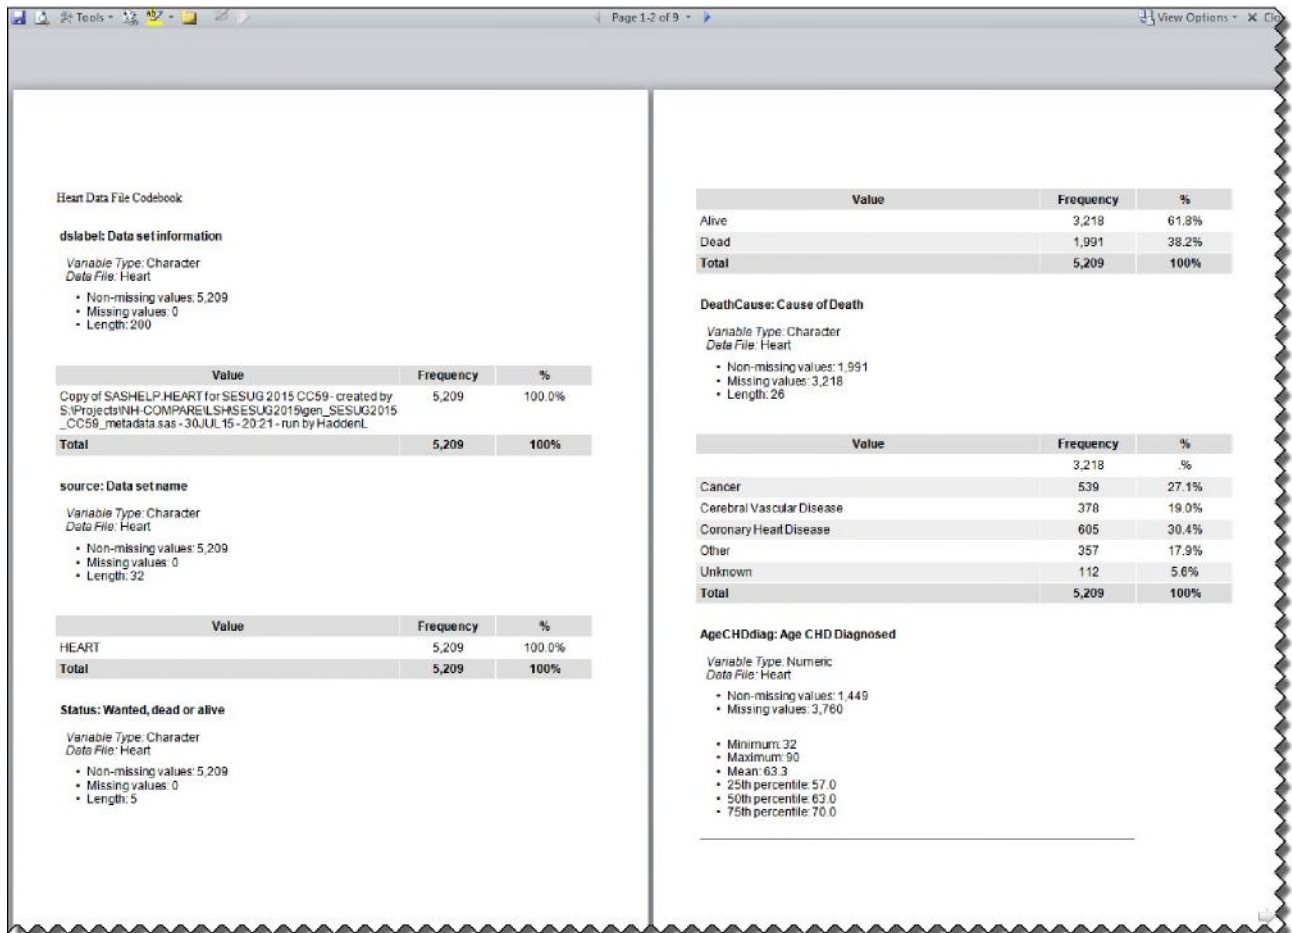 Tools
Page 1-2 of 9
View Options
Clo
Heart Data File Codebook
dslabel: Data set information
Variable Type: Character
Data File: Heart
• Non-missing values: 5,209
• Missing values: 0
• Length: 200
Value Frequency %
Copy of SASHELP.HEART for SESUG 2015 CC59 - created by 5,209 100.0%
S:\Projects\NH-COMPARE\LSH\SESUG2015\gen_SESUG2015
_CC59_metadata.sas - 30JUL15 - 20:21 - run by HaddenL
Total 5,209 100%
source: Data set name
Variable Type: Character
Data File: Heart
• Non-missing values: 5,209
• Missing values: 0
• Length: 32
Value Frequency %
HEART 5,209 100.0%
Total 5,209 100%
Status: Wanted, dead or alive
Variable Type: Character
Data File: Heart
• Non-missing values: 5,209
• Missing values: 0
• Length: 5
Value Frequency %
Alive 3,218 61.8%
Dead 1,991 38.2%
Total 5,209 100%
DeathCause: Cause of Death
Variable Type: Character
Data File: Heart
• Non-missing values: 1,991
• Missing values: 3,218
• Length: 26
Value Frequency %
3,218 .%
Cancer 539 27.1%
Cerebral Vascular Disease 378 19.0%
Coronary Heart Disease 605 30.4%
Other 357 17.9%
Unknown 112 5.6%
Total 5,209 100%
AgeCHDdiag: Age CHD Diagnosed
Variable Type: Numeric
Data File: Heart
• Non-missing values: 1,449
• Missing values: 3,760
• Minimum: 32
• Maximum: 90
• Mean: 63.3
• 25th percentile: 57.0
• 50th percentile: 63.0
• 75th percentile: 70.0